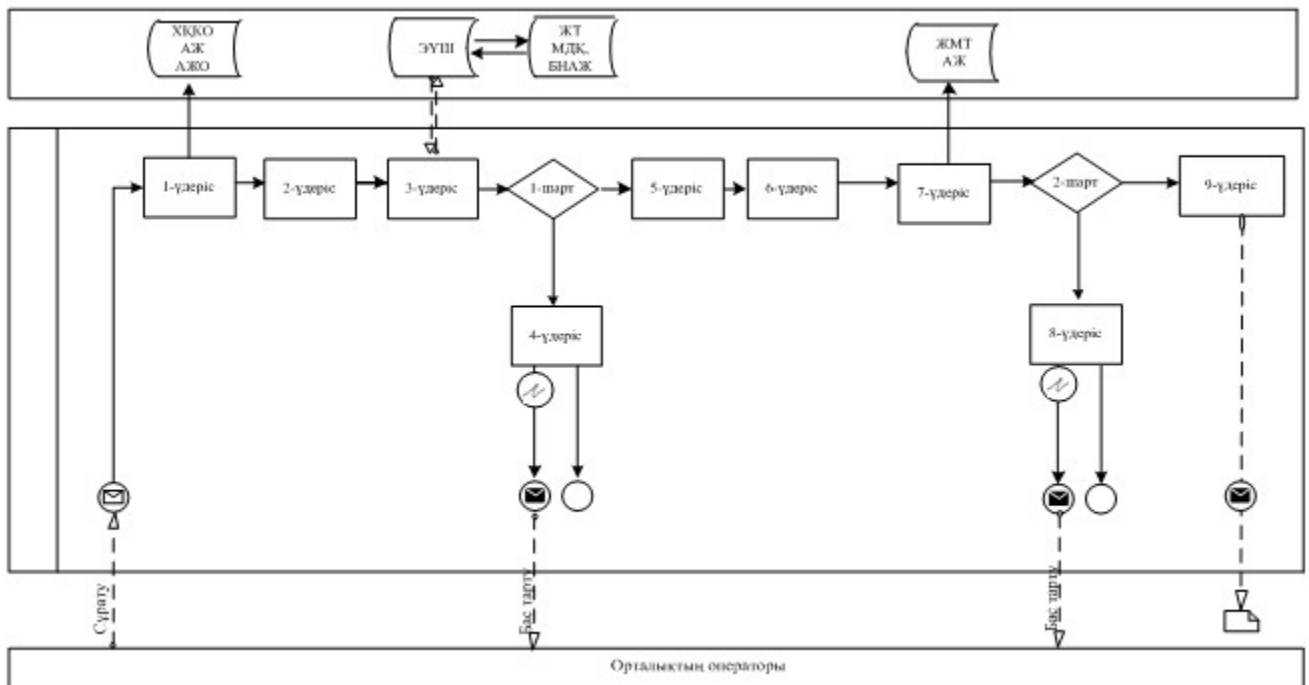 ХҚКО
АЖ
АЖО
ЭҮШ
ЖТ
МДҚ,
БНАЖ
ЖМТ
АЖ
1-үдеріс
2-үдеріс
3-үдеріс
1-шарт
5-үдеріс
6-үдеріс
7-үдеріс
2-шарт
9-үдеріс
4-үдеріс
8-үдеріс
Сұрату
Бас тарту
Бас тарту
Орталықтың операторы